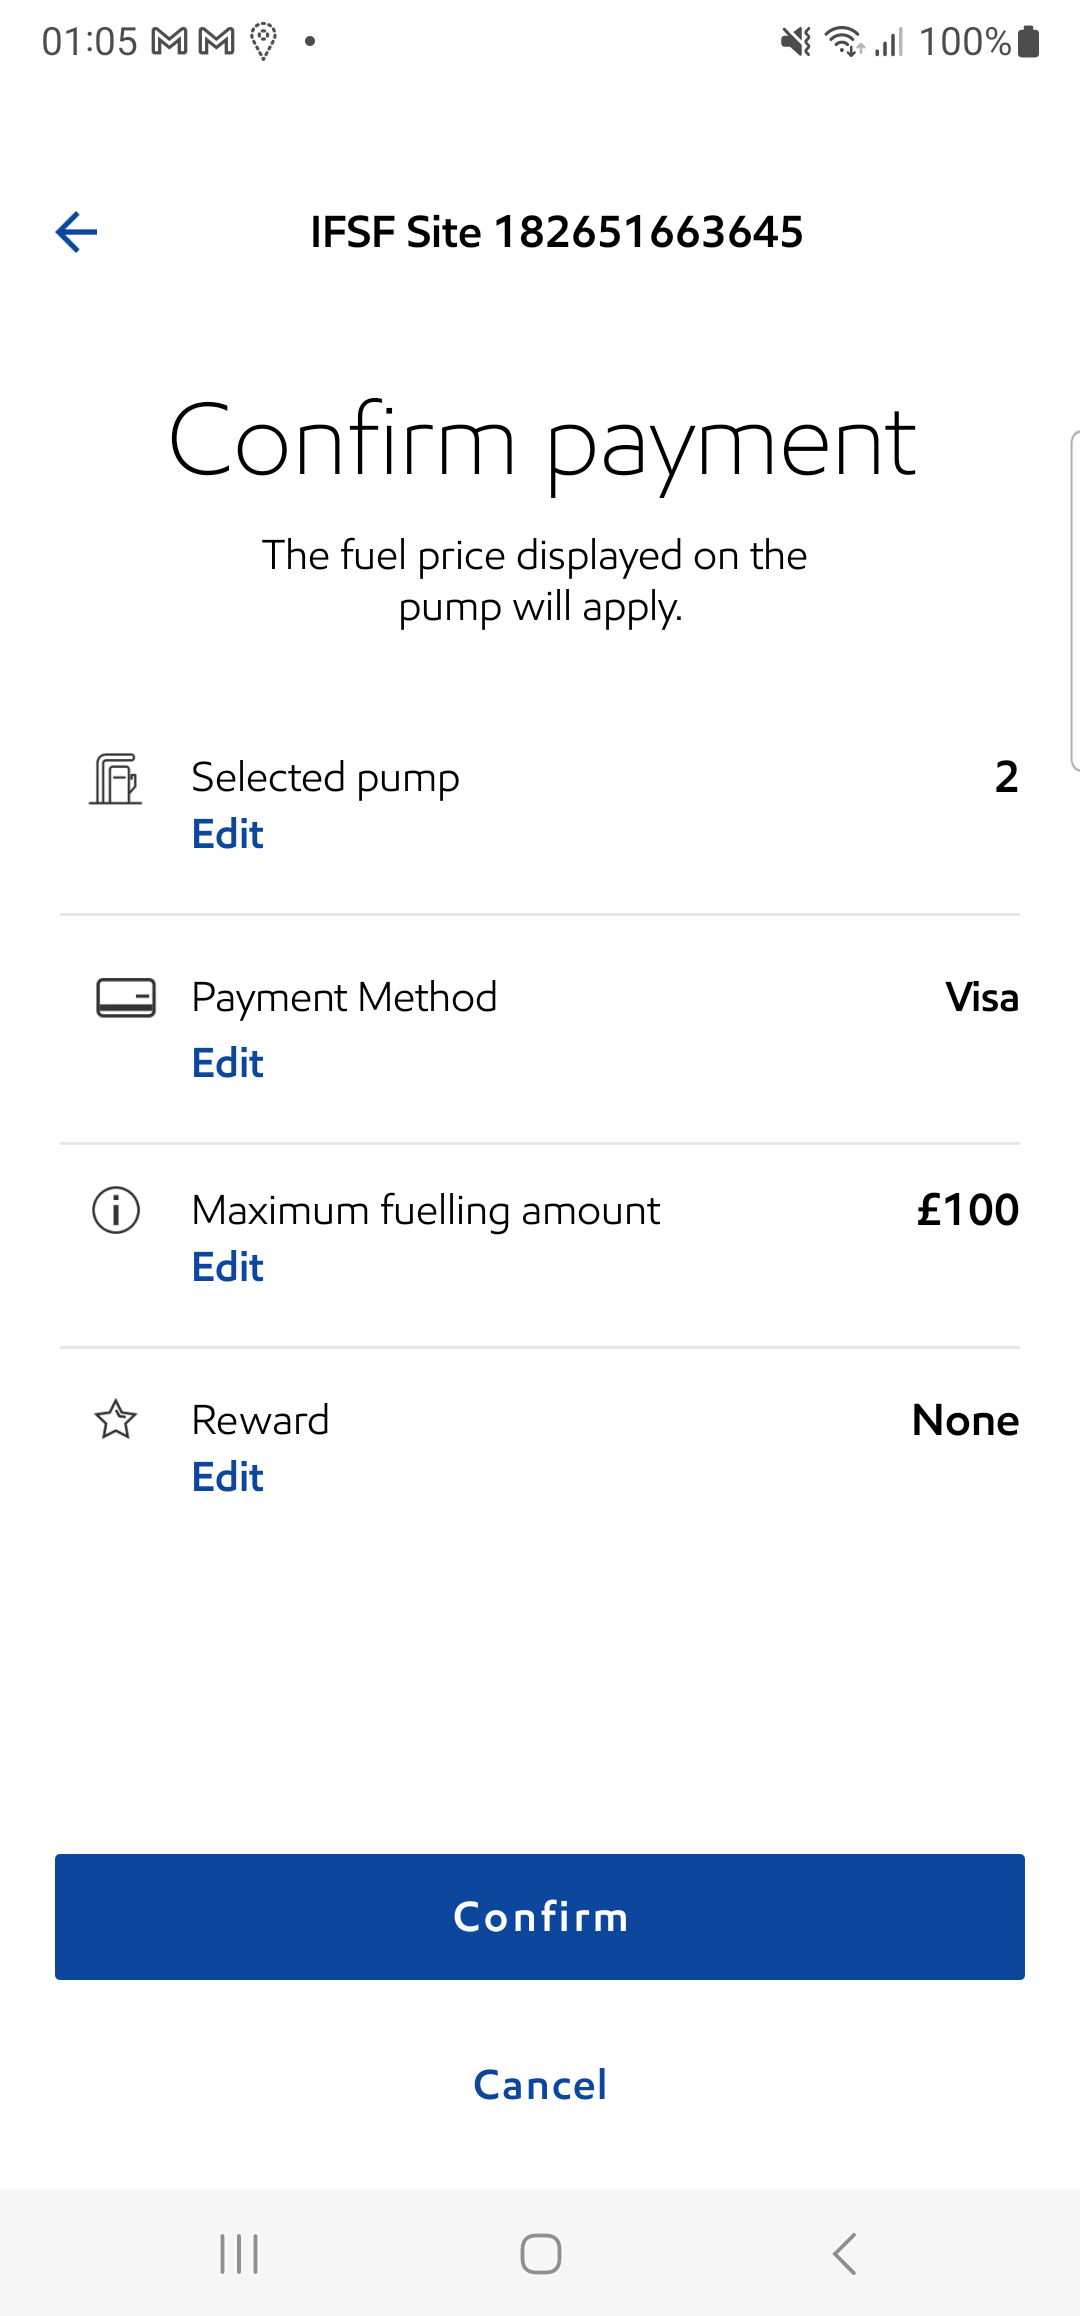 01:05
100%
IFSF Site 182651663645
Confirm payment
The fuel price displayed on the
pump will apply.
Selected pump 2
Edit
Payment Method Visa
Edit
Maximum fuelling amount £100
Edit
Reward None
Edit
Confirm
Cancel